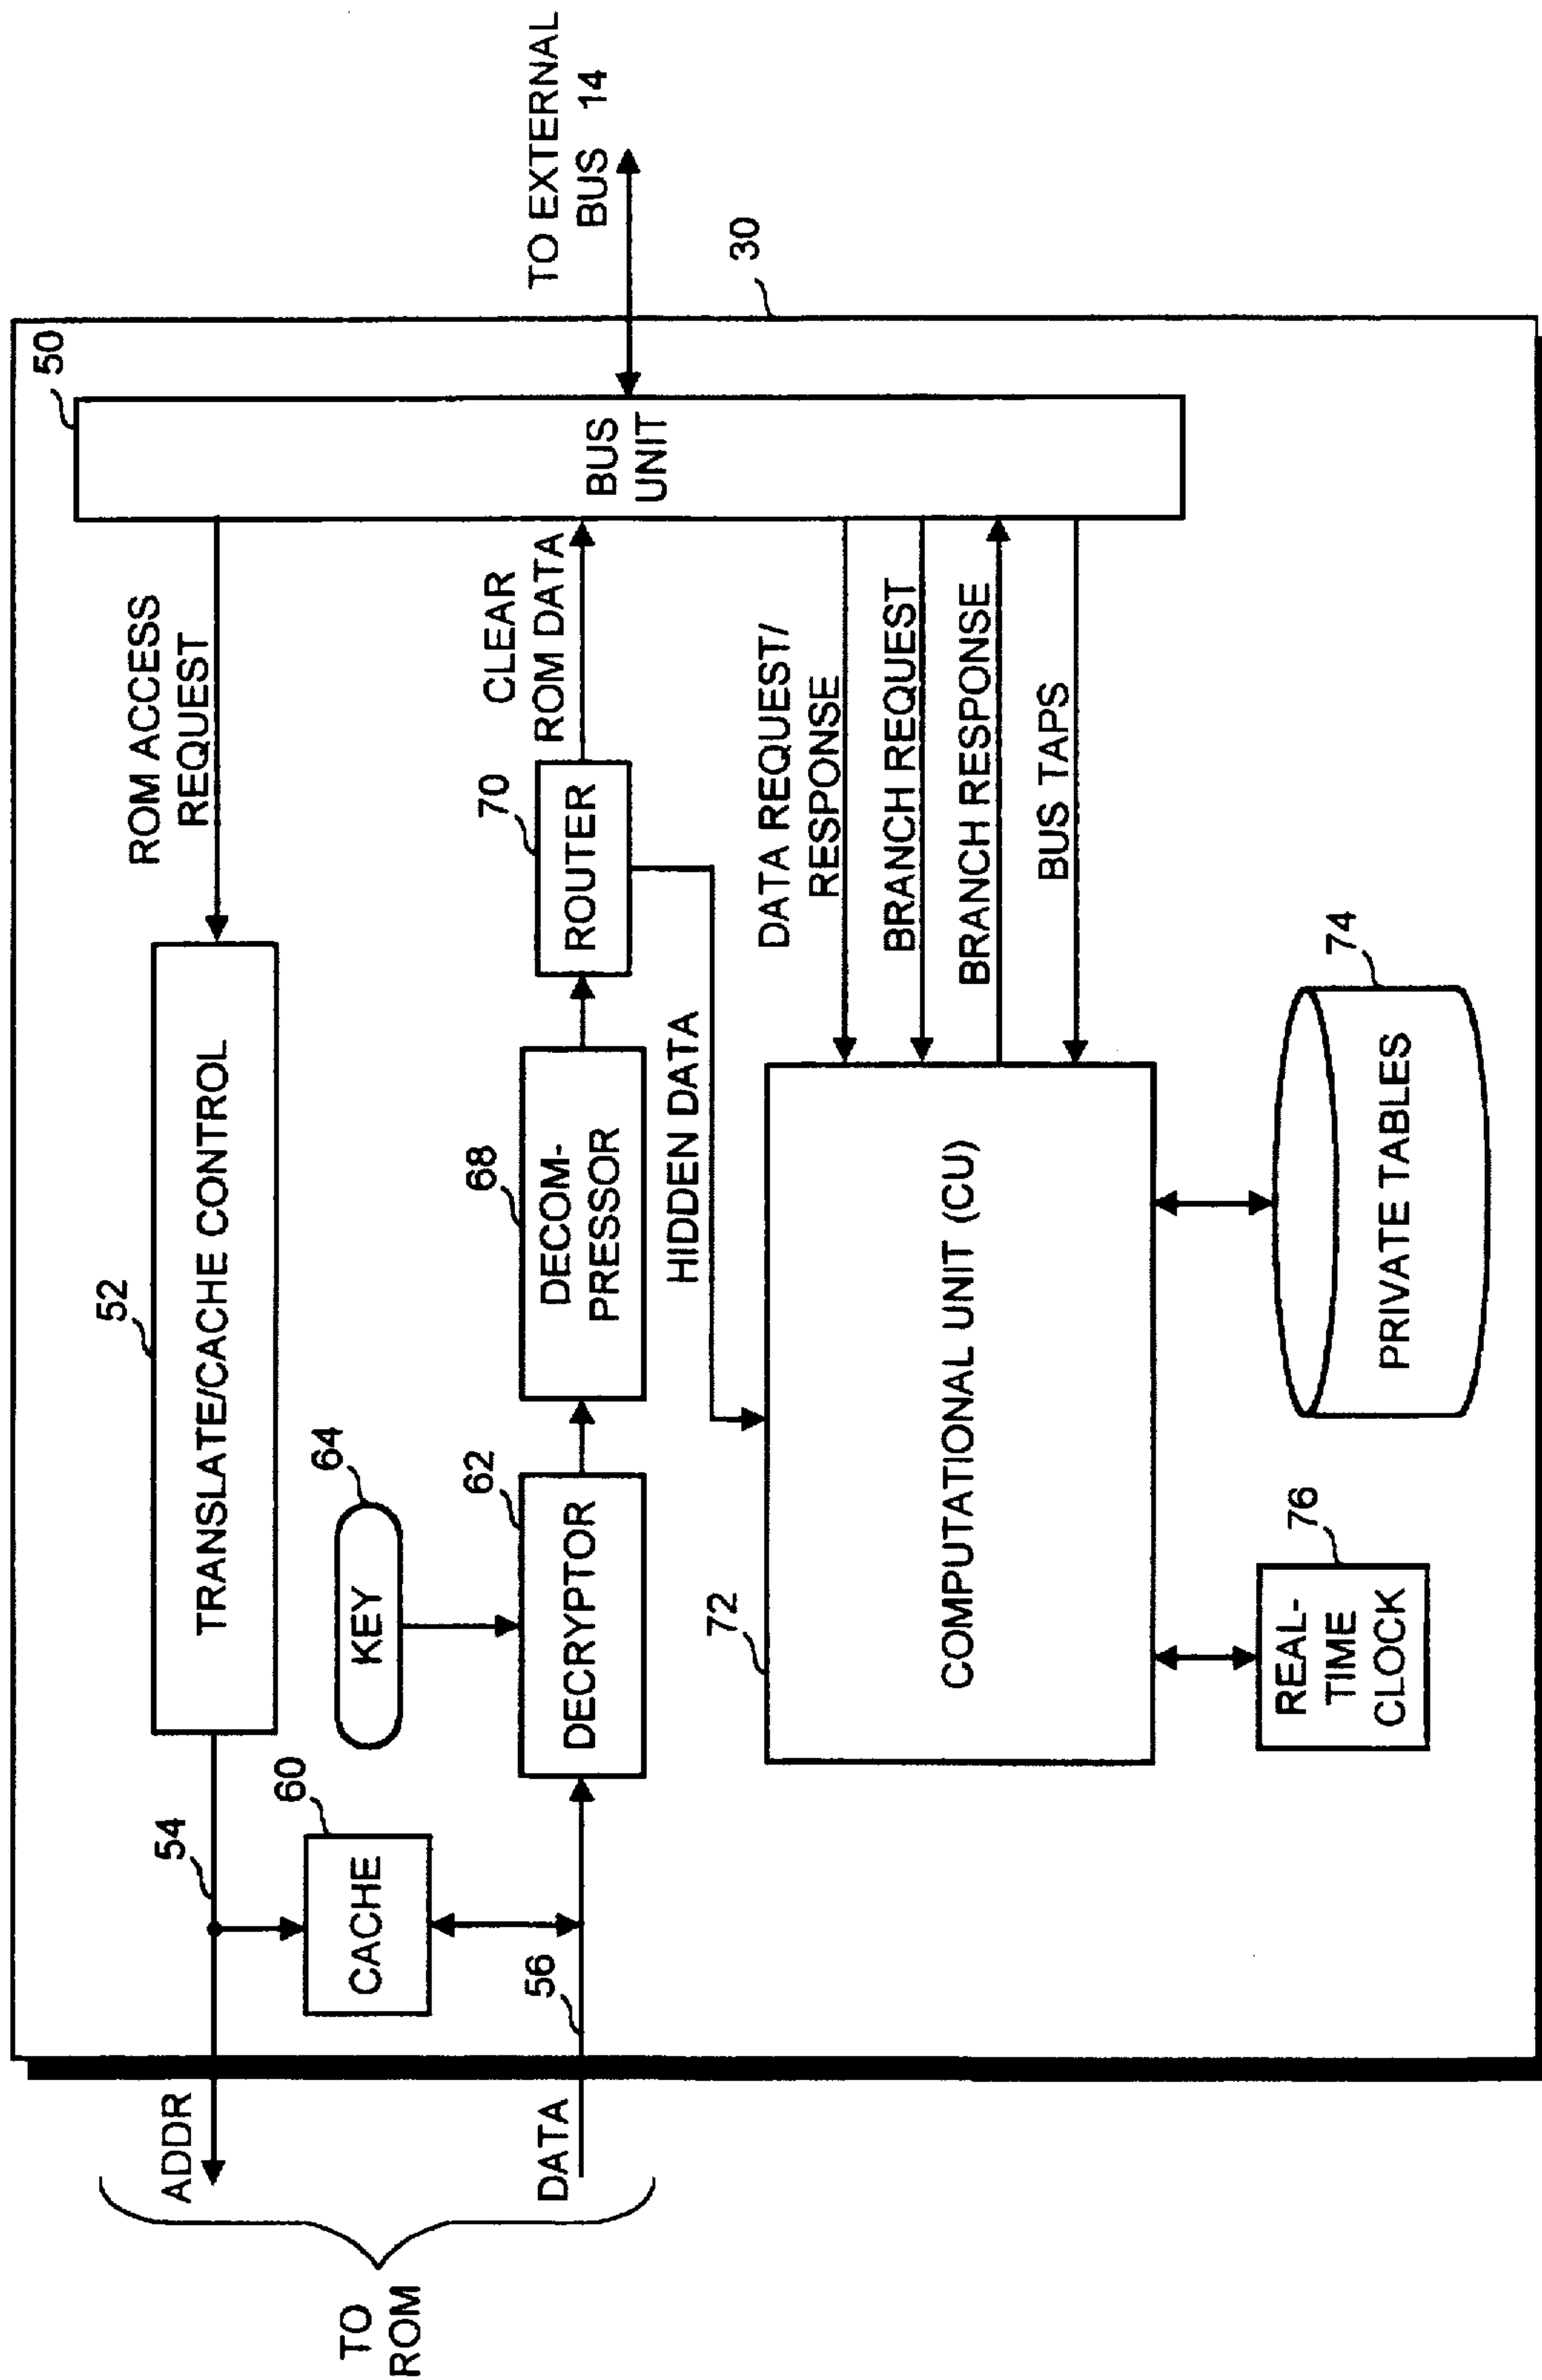 TO EXTERNAL
BUS 14
30
50
BUS
UNIT
ROM ACCESS
REQUEST
52
TRANSLATE/CACHE CONTROL
54
ADDR
TO
ROM
DATA
56
60
CACHE
64
KEY
62
DECRYPTOR
68
DECOM-
PRESSOR
70
ROUTER
CLEAR
ROM DATA
HIDDEN DATA
DATA REQUEST/
RESPONSE
BRANCH REQUEST
BRANCH RESPONSE
BUS TAPS
72
COMPUTATIONAL UNIT (CU)
76
REAL-
TIME
CLOCK
74
PRIVATE TABLES